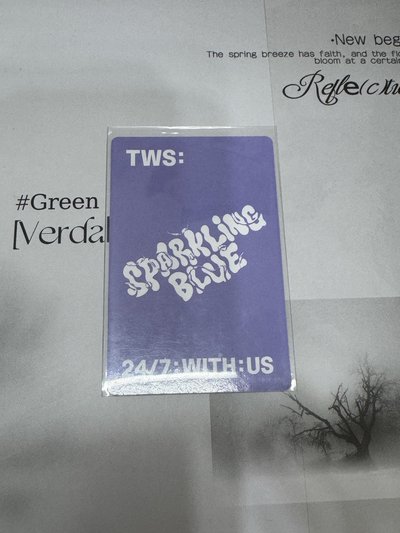 ·New beg
The spring breeze has faith, and the flo
bloom at a certai
TWS:
#Green
[Verda
SPARKLiNG
BLUE
24/7:WITH:US